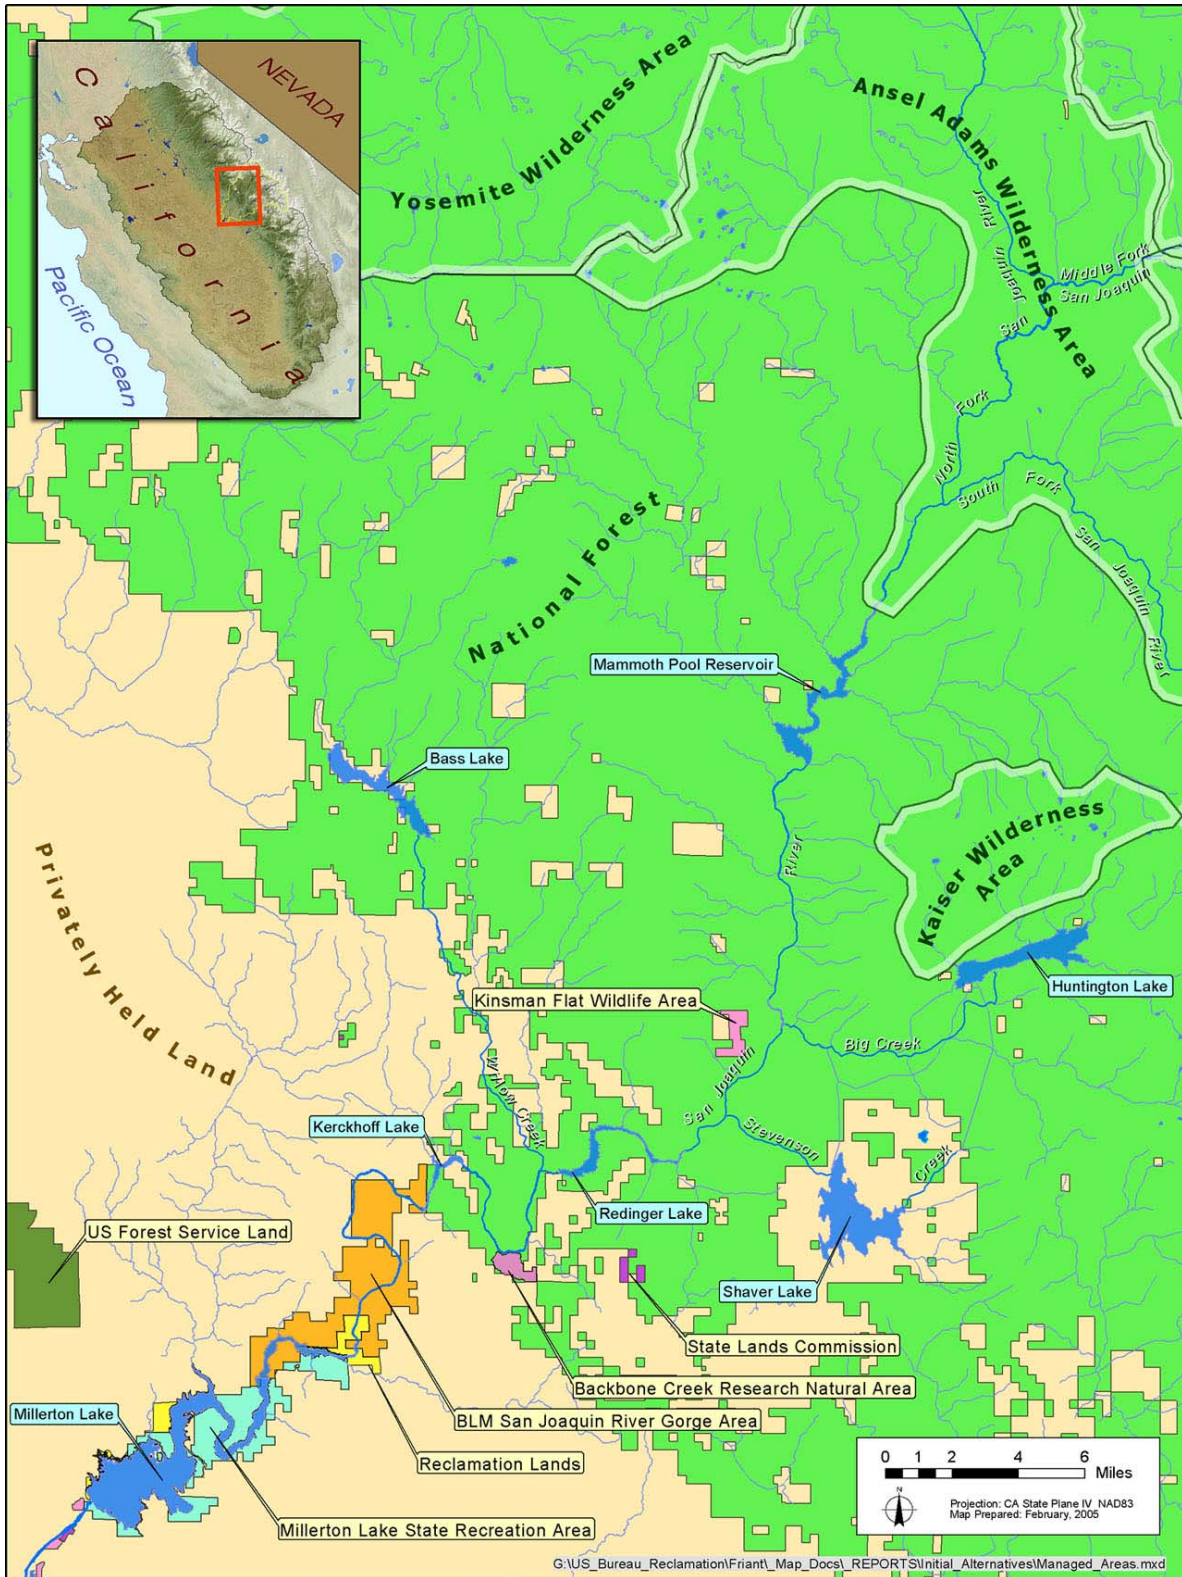 NEVADA
California
Pacific Ocean
Yosemite Wilderness Area
Ansel Adams Wilderness Area
Middle Fork
San Joaquin
North Fork San Joaquin River
South Fork San Joaquin River
National Forest
Mammoth Pool Reservoir
Bass Lake
River
Kaiser Wilderness
Area
Privately Held Land
Huntington Lake
Kinsman Flat Wildlife Area
Big Creek
San Joaquin
Willow Creek
Kerckhoff Lake
Stevenson
Creek
Redinger Lake
US Forest Service Land
Shaver Lake
State Lands Commission
Backbone Creek Research Natural Area
Millerton Lake
BLM San Joaquin River Gorge Area
Reclamation Lands
Millerton Lake State Recreation Area
0 1 2 4 6
Miles
N
Projection: CA State Plane IV NAD83
Map Prepared: February, 2005
G:\US_Bureau_Reclamation\Friant\_Map_Docs\_REPORTS\Initial_Alternatives\Managed_Areas.mxd